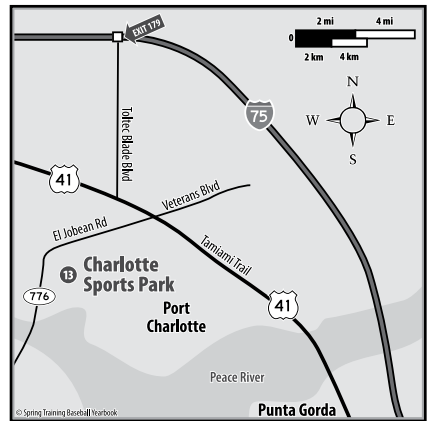 2 mi 4 mi
0
2 km 4 km
EXIT 179
N
W E
S
75
Toltec Blade Blvd
41
Veterans Blvd
El Jobean Rd
Tamiami Trail
13 Charlotte
Sports Park
776
Port
Charlotte
41
Peace River
Punta Gorda
© Spring Training Baseball Yearbook